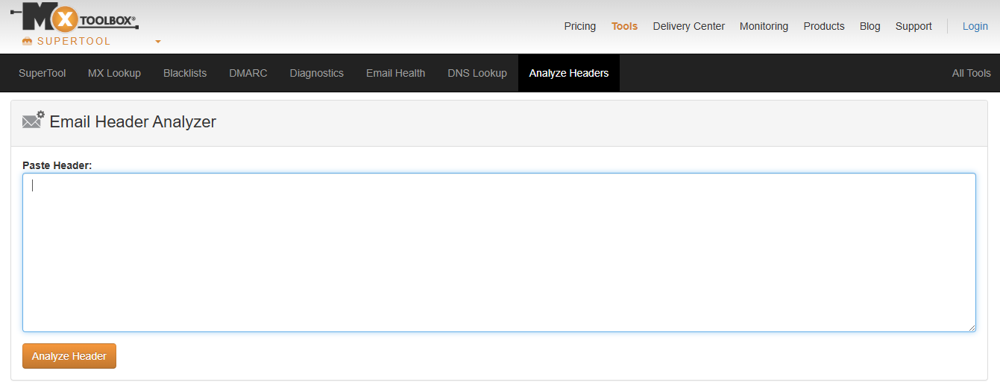 Mx TOOLBOX®
SUPERTOOL
Pricing Tools Delivery Center Monitoring Products Blog Support Login
SuperTool MX Lookup Blacklists DMARC Diagnostics Email Health DNS Lookup Analyze Headers All Tools
Email Header Analyzer
Paste Header:
Analyze Header